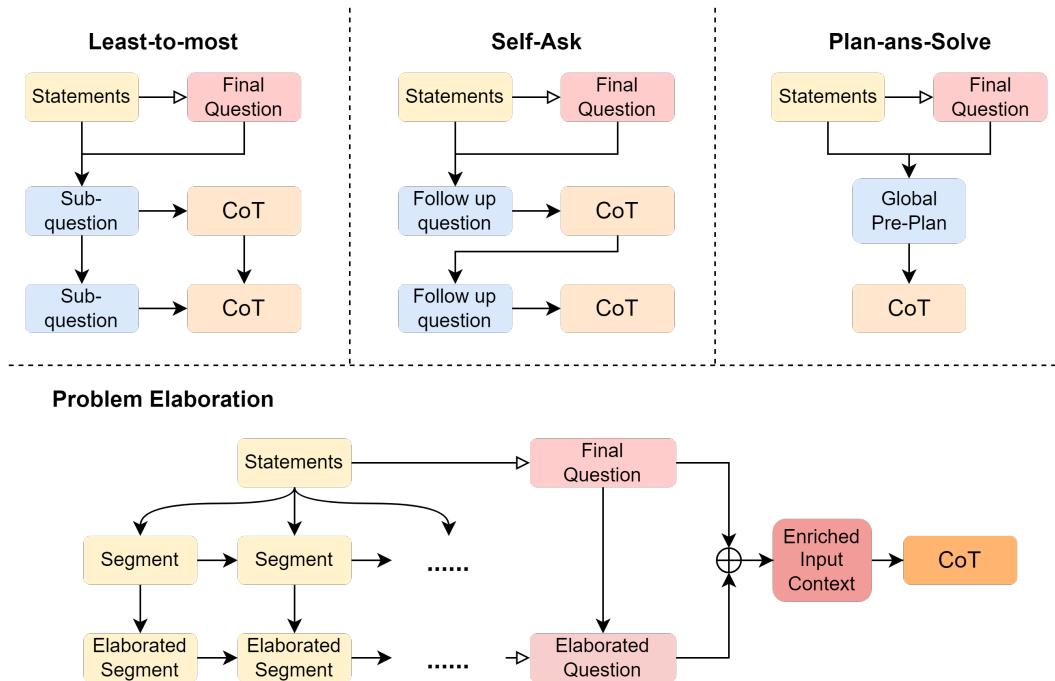 Least-to-most
Statements
Final
Question
Sub-
question
CoT
Sub-
question
CoT
Self-Ask
Statements
Final
Question
Follow up
question
CoT
Follow up
question
CoT
Plan-ans-Solve
Statements
Final
Question
Global
Pre-Plan
CoT
Problem Elaboration
Statements
Final
Question
Segment
Segment
......
Enriched
Input
Context
CoT
Elaborated
Segment
Elaborated
Segment
......
Elaborated
Question